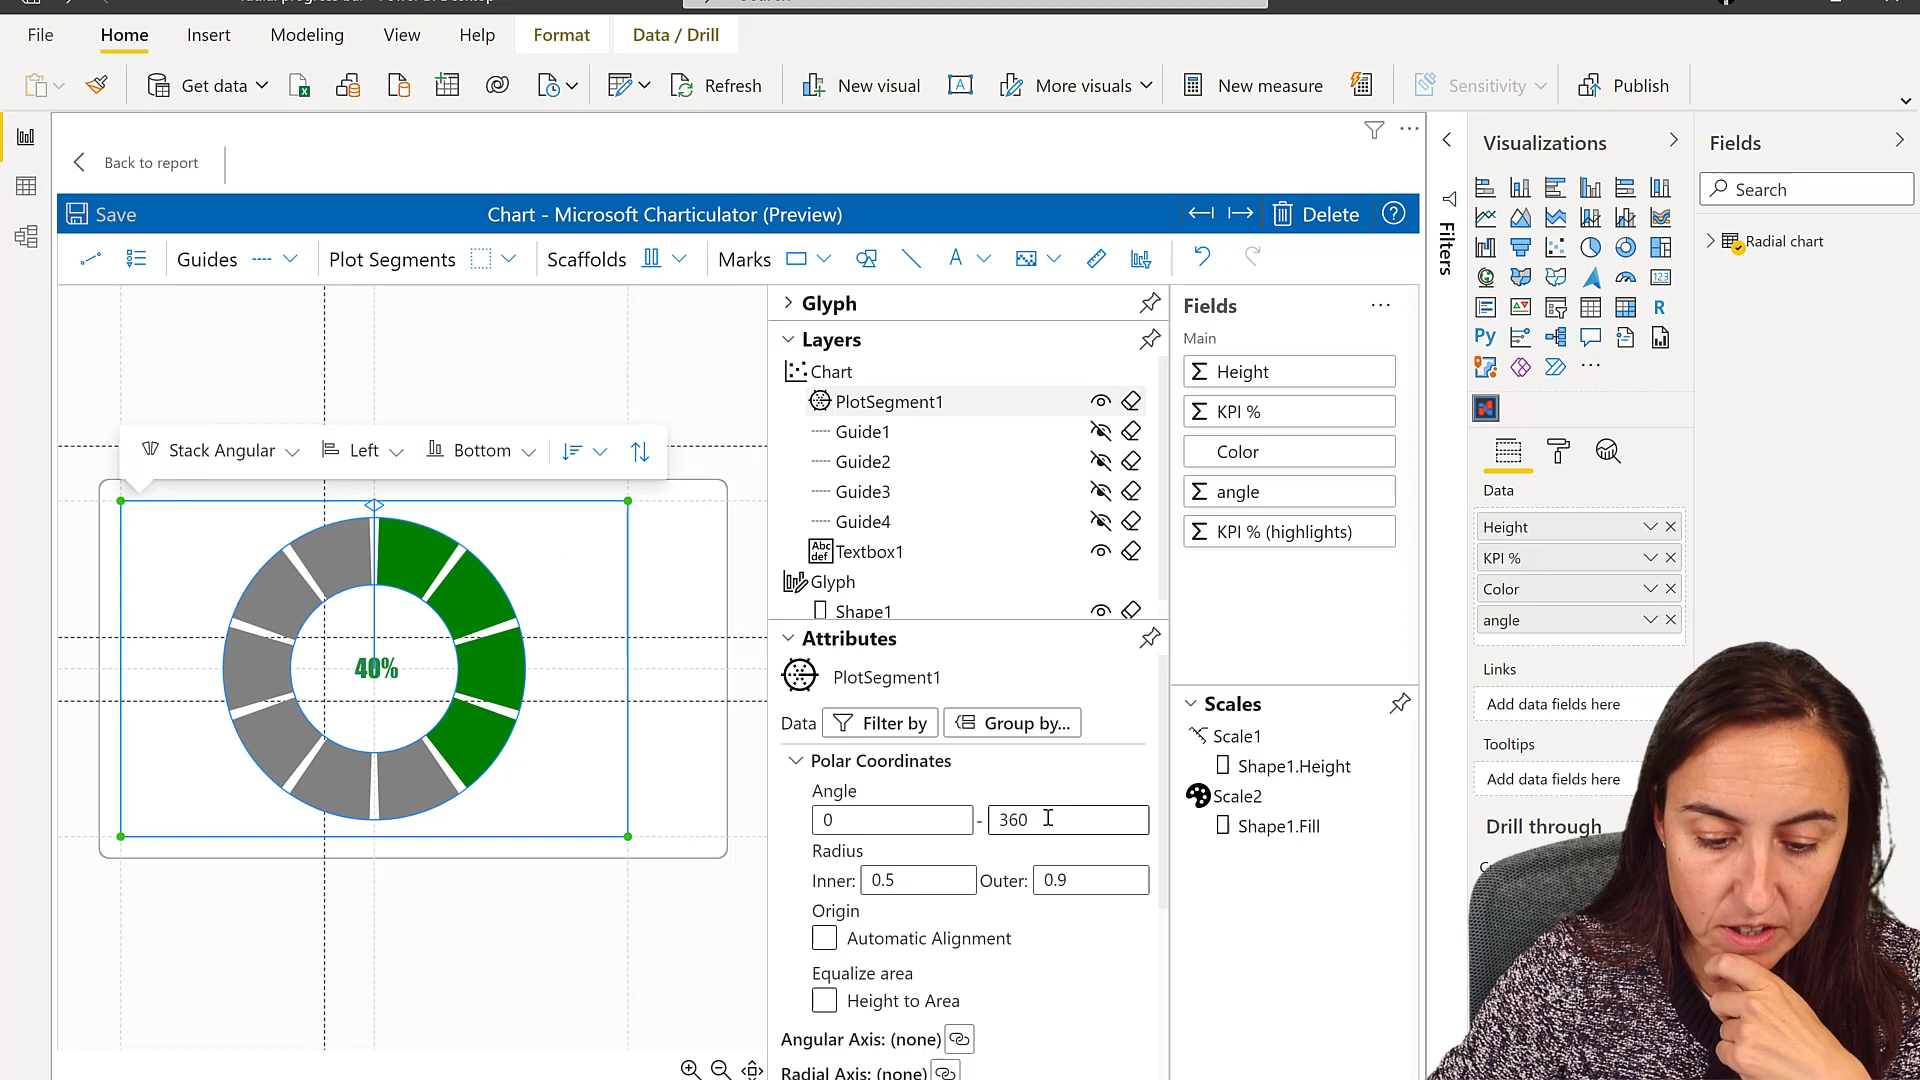 File
Home
Insert
Modeling
View
Help
Format
Data / Drill
Get data
Refresh
New visual
More visuals
New measure
Sensitivity
Publish
Back to report
Save
Chart - Microsoft Charticulator (Preview)
Delete
Guides
Plot Segments
Scaffolds
Marks
Stack Angular
Left
Bottom
40%
Glyph
Layers
Chart
PlotSegment1
Guide1
Guide2
Guide3
Guide4
Abc
def
Textbox1
Glyph
Shape1
Attributes
PlotSegment1
Data
Filter by
Group by...
Polar Coordinates
Angle
0 - 360
Radius
Inner: 0.5 Outer: 0.9
Origin
Automatic Alignment
Equalize area
Height to Area
Angular Axis: (none)
Radial Axis: (none)
Fields
Main
Height
KPI %
Color
angle
KPI % (highlights)
Scales
Scale1
Shape1.Height
Scale2
Shape1.Fill
Filters
Visualizations
123
R
Py
Data
Height
KPI %
Color
angle
Links
Add data fields here
Tooltips
Add data fields here
Drill through
Fields
Search
Radial chart